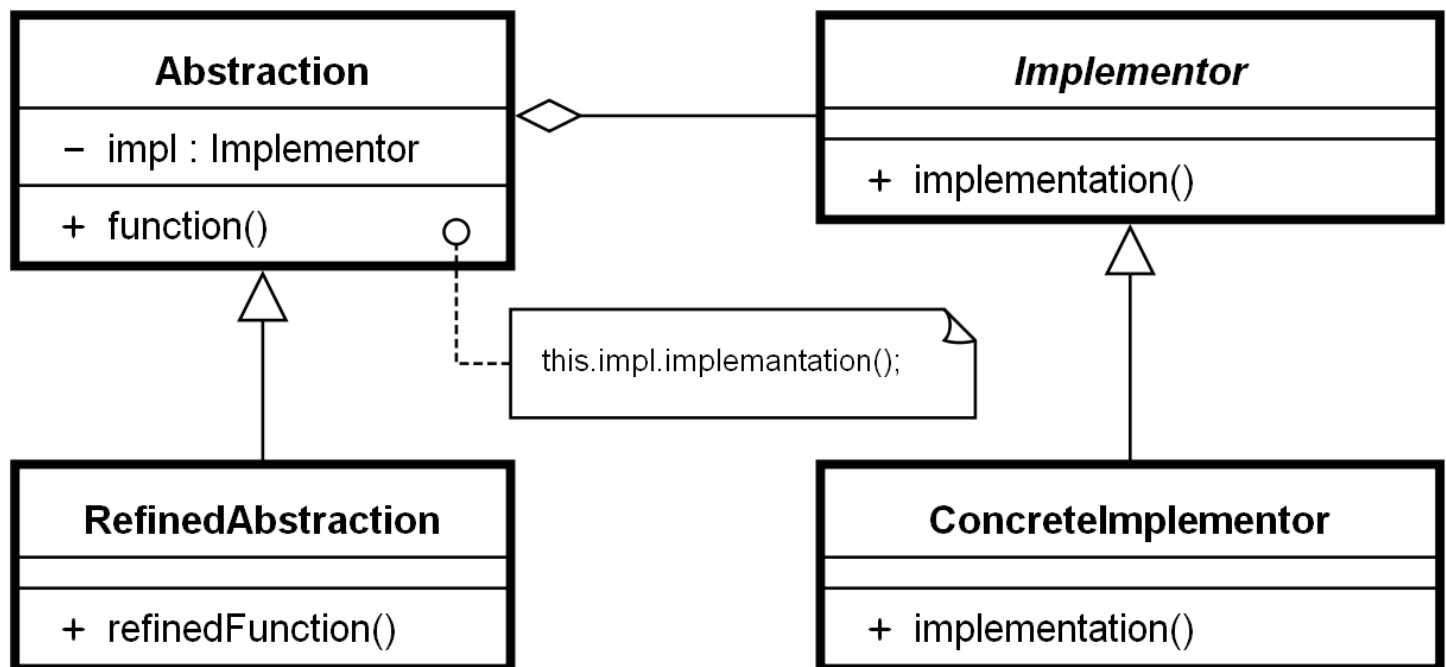 Abstraction
− impl : Implementor
+ function()
Implementor
+ implementation()
this.impl.implemantation();
RefinedAbstraction
+ refinedFunction()
ConcreteImplementor
+ implementation()